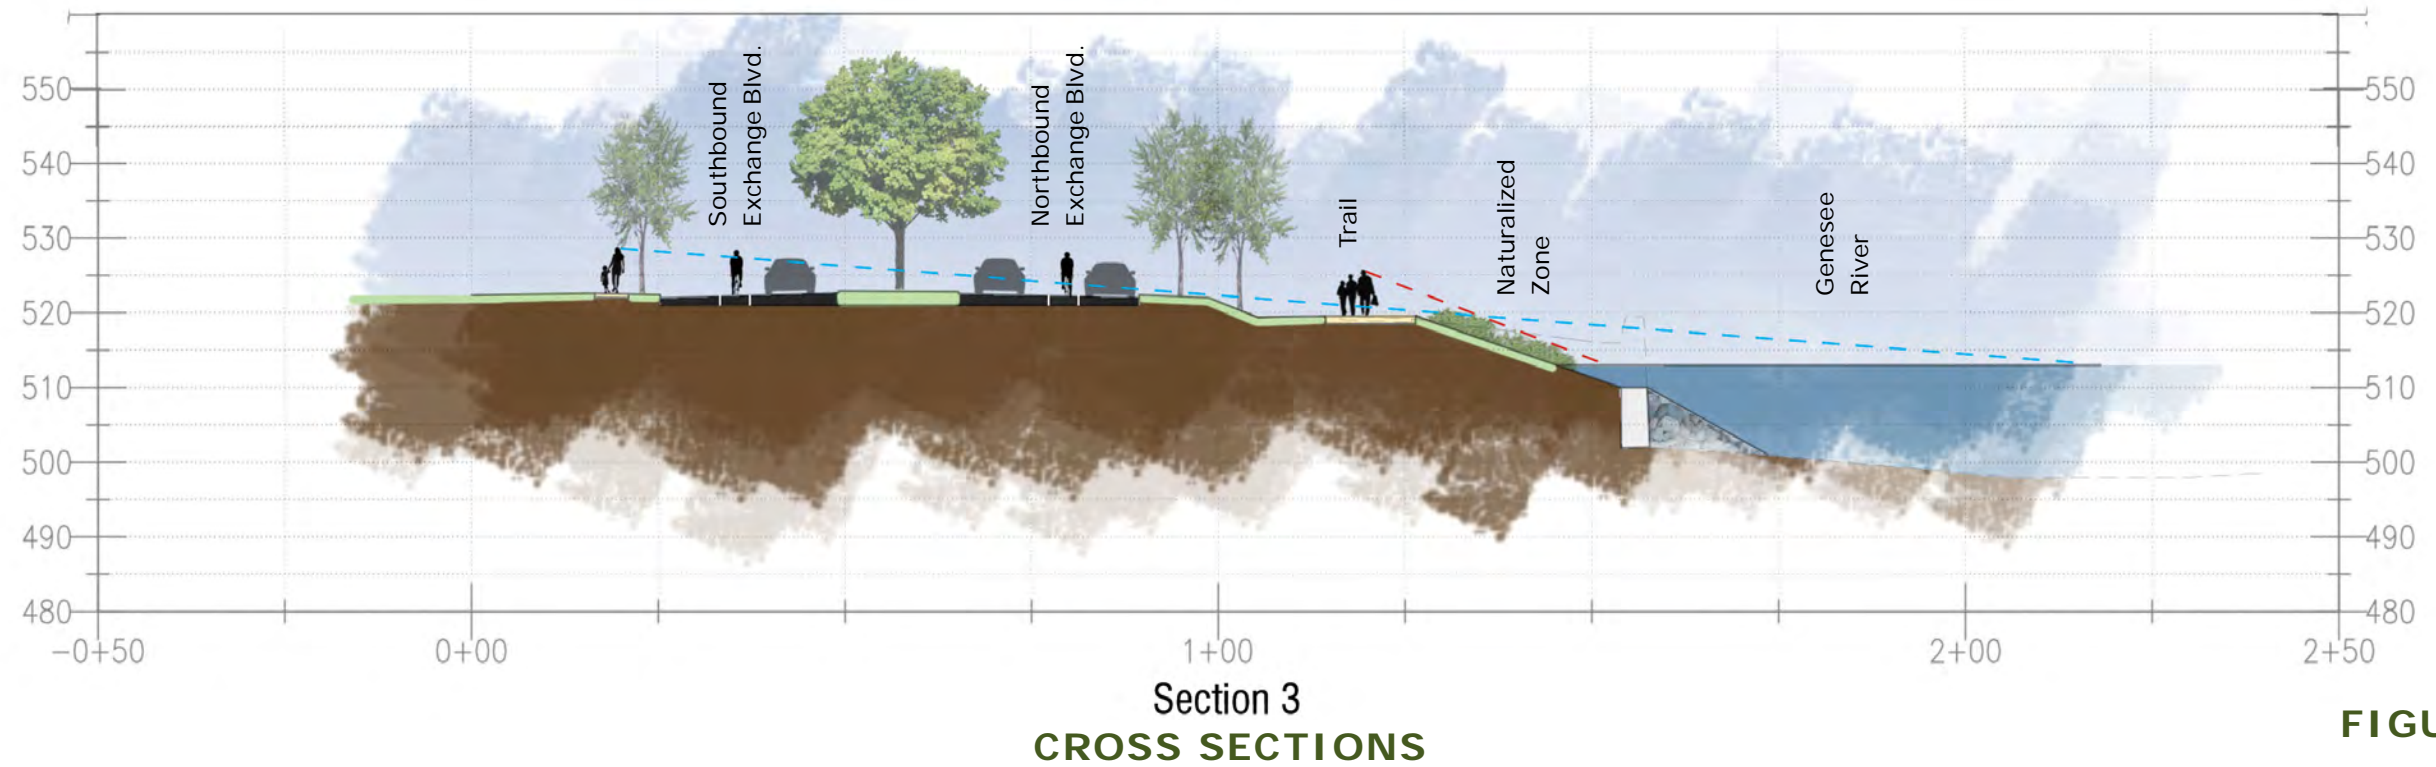 550
540
530
520
510
500
490
480
Southbound
Exchange Blvd.
Northbound
Exchange Blvd.
Trail
Naturalized
Zone
Genesee
River
550
540
530
520
510
500
490
480
−0+50 0+00 1+00 2+00 2+50
Section 3
CROSS SECTIONS
FIGU